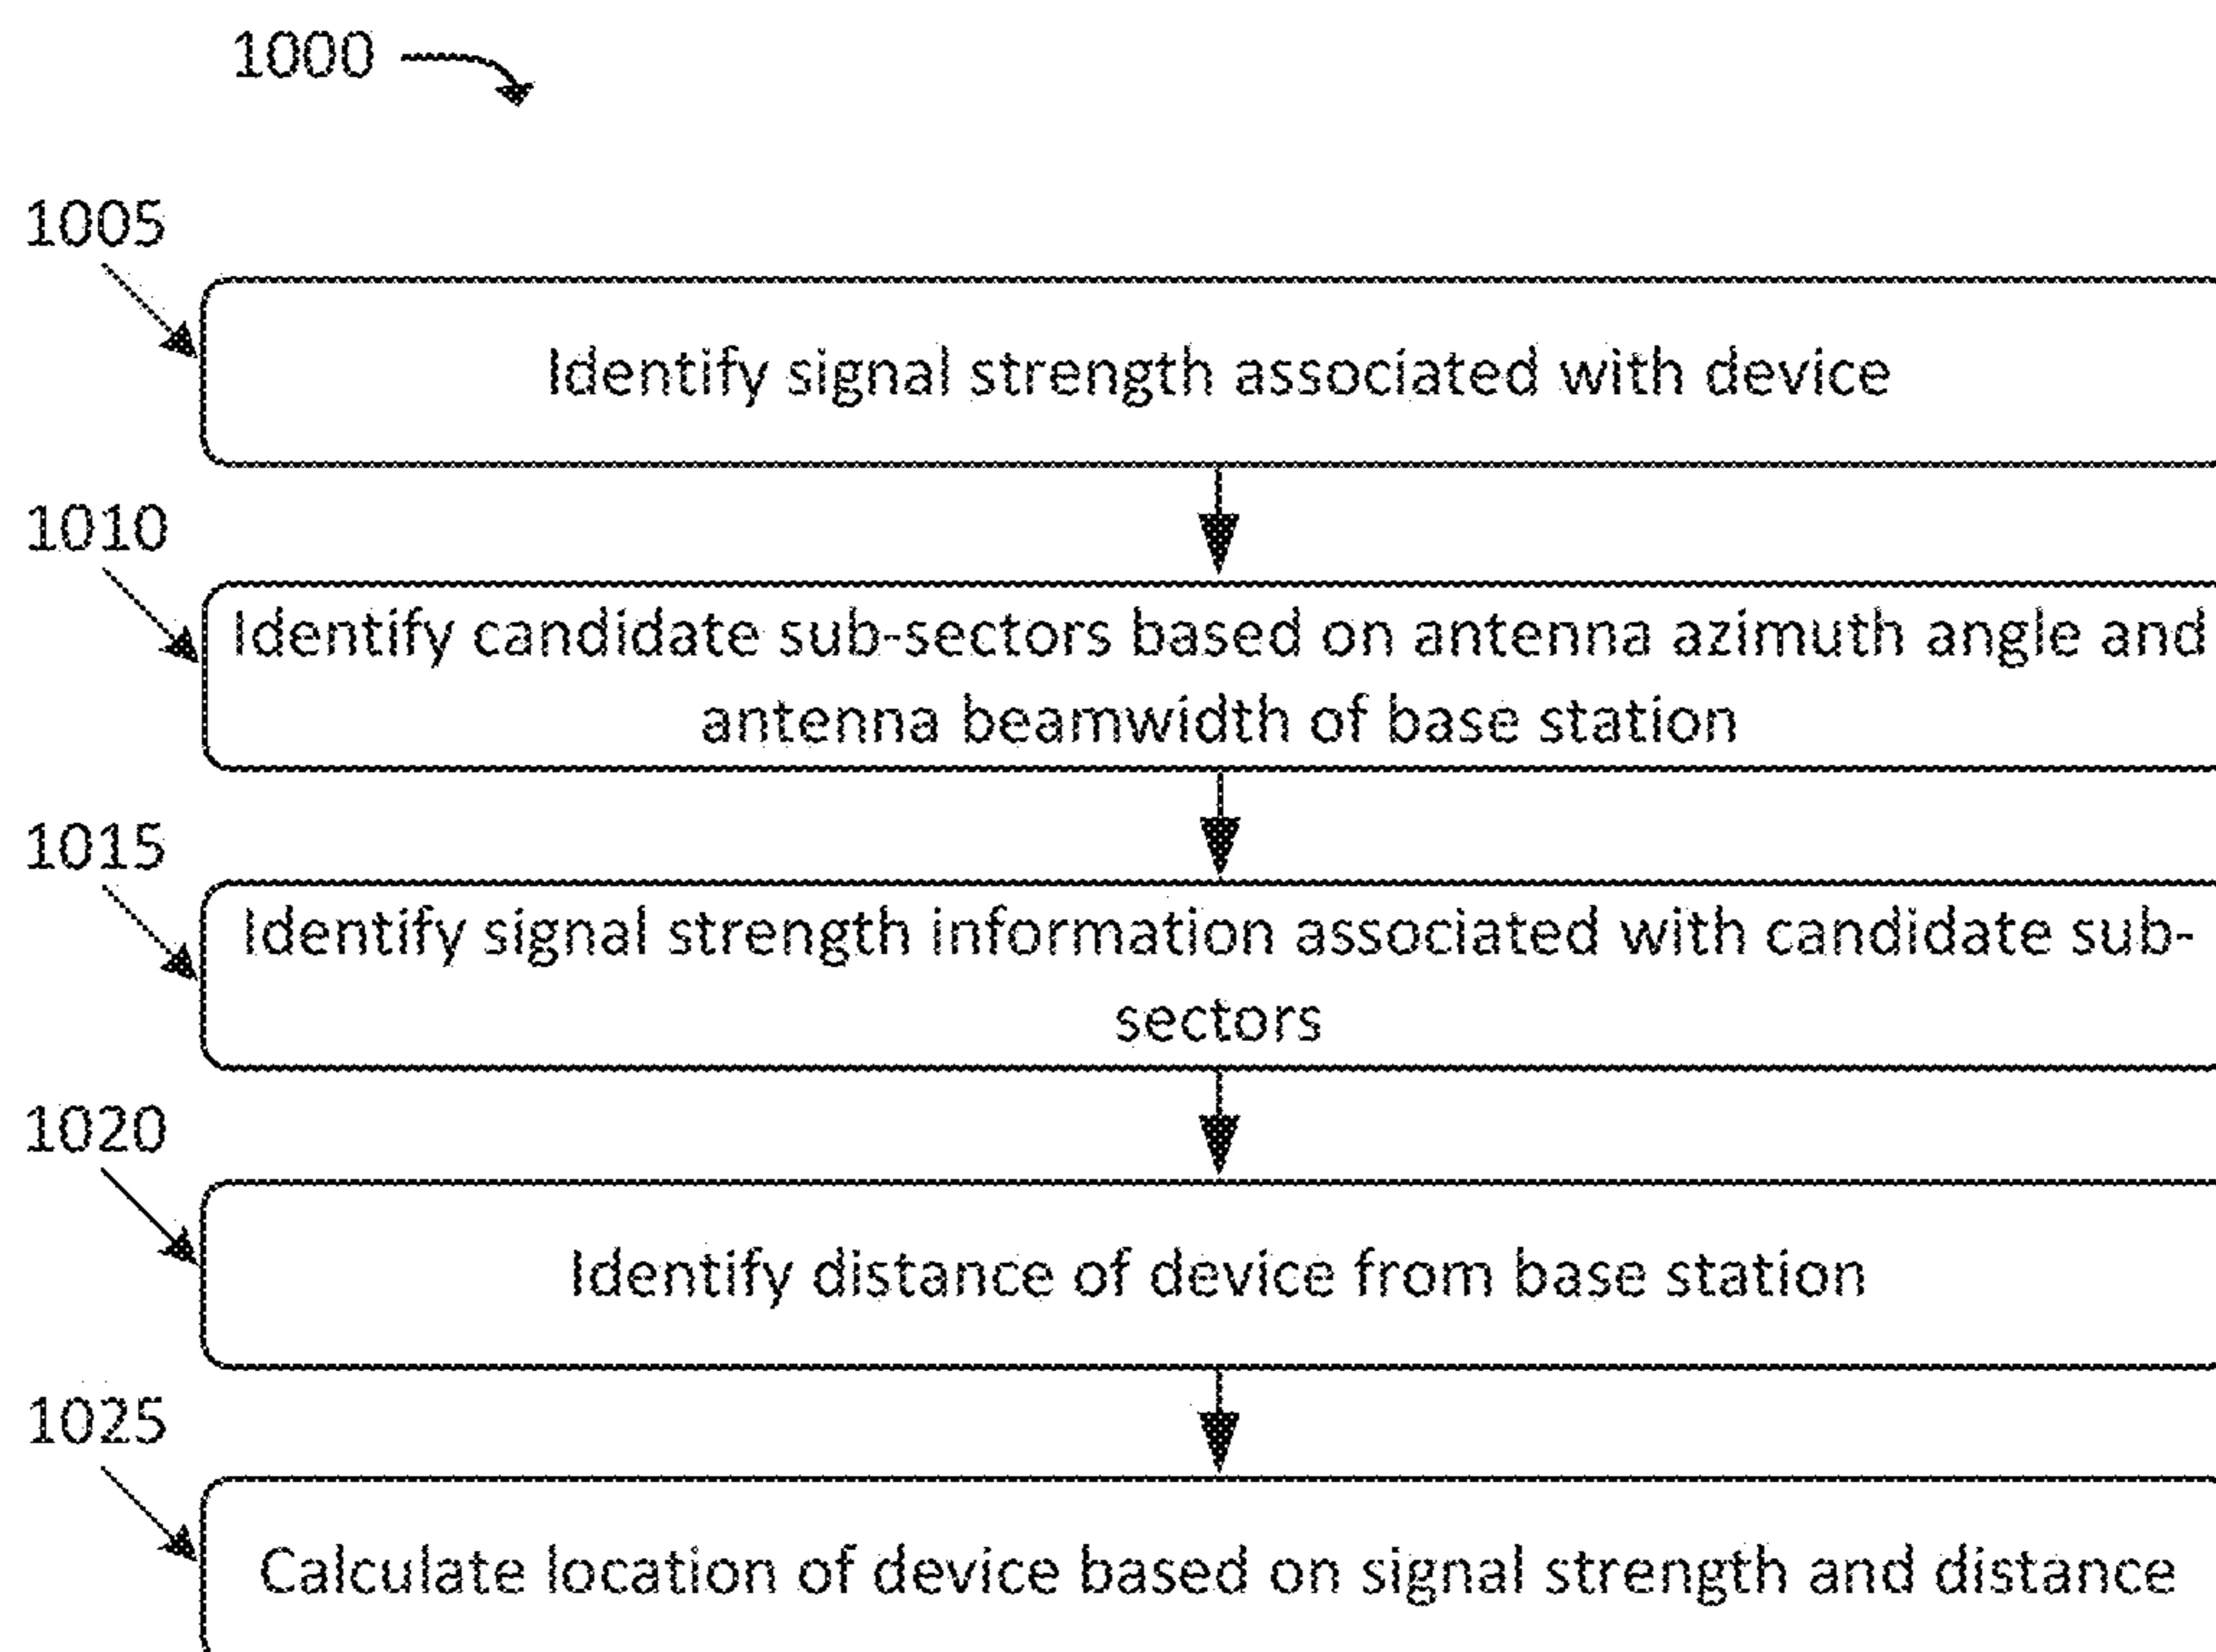 1000
1005
Identify signal strength associated with device
1010
Identify candidate sub-sectors based on antenna azimuth angle and
antenna beamwidth of base station
1015
Identify signal strength information associated with candidate sub-
sectors
1020
Identify distance of device from base station
1025
Calculate location of device based on signal strength and distance